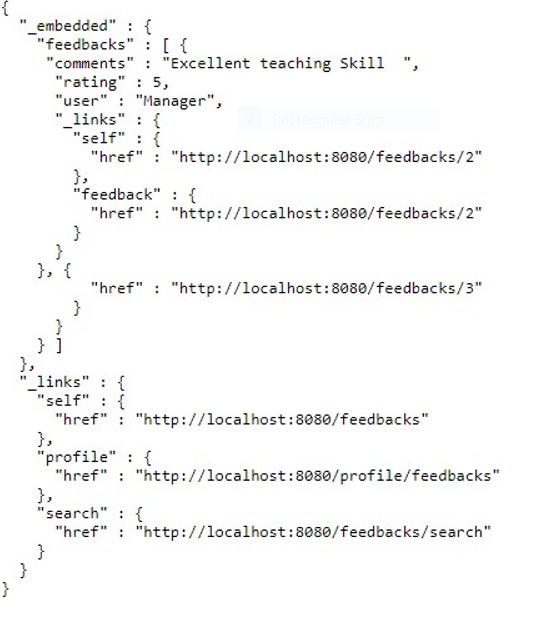 {
  "_embedded" : {
    "feedbacks" : [ {
     "comments" : "Excellent teaching Skill  ",
      "rating" : 5,
      "user" : "Manager",
      "_links" : {
        "self" : {
          "href" : "http://localhost:8080/feedbacks/2"
        },
        "feedback" : {
          "href" : "http://localhost:8080/feedbacks/2"
        }
      }
    }, {
          "href" : "http://localhost:8080/feedbacks/3"
        }
      }
    } ]
  },
  "_links" : {
    "self" : {
      "href" : "http://localhost:8080/feedbacks"
    },
    "profile" : {
      "href" : "http://localhost:8080/profile/feedbacks"
    },
    "search" : {
      "href" : "http://localhost:8080/feedbacks/search"
    }
  }
}
Rectangular Snip